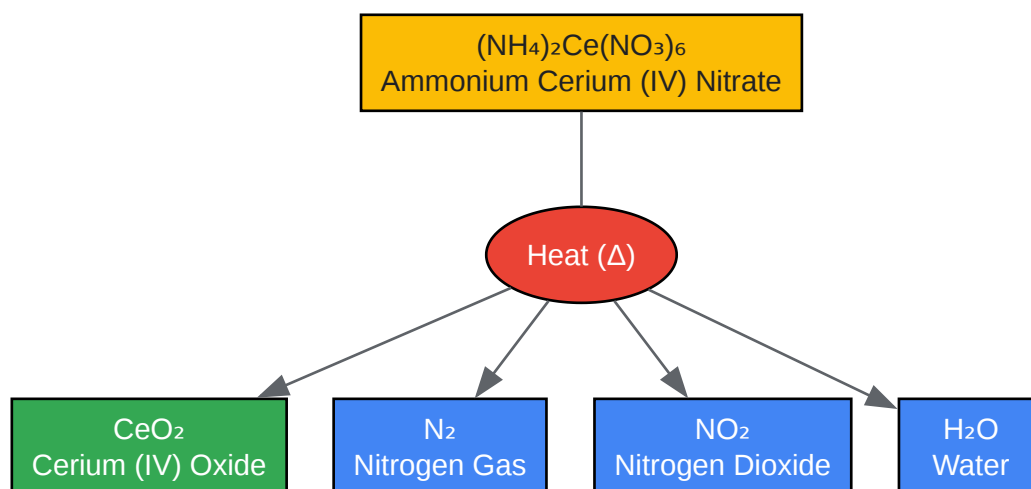 (NH₄)₂Ce(NO₃)₆
Ammonium Cerium (IV) Nitrate
Heat (Δ)
CeO₂
Cerium (IV) Oxide
N₂
Nitrogen Gas
NO₂
Nitrogen Dioxide
H₂O
Water